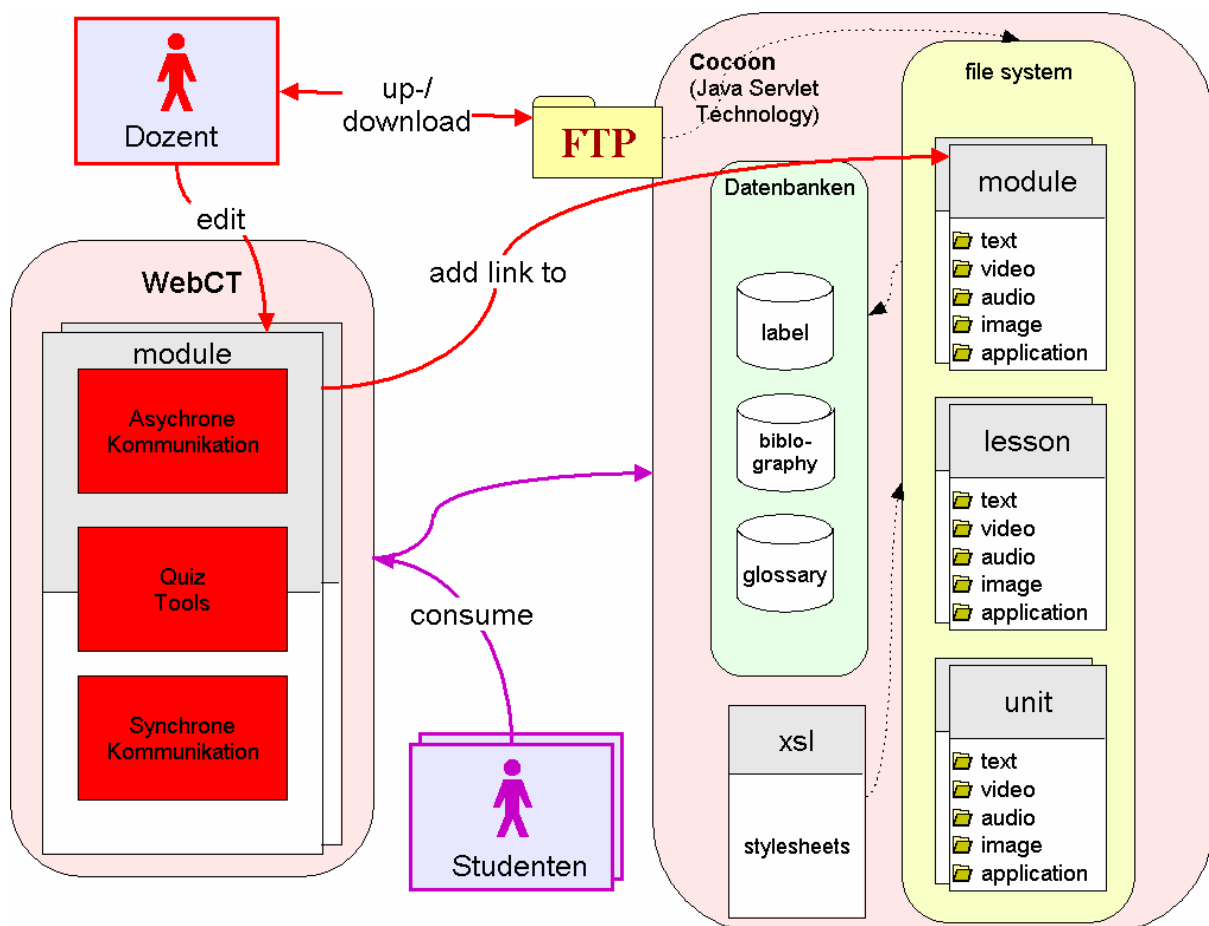 Dozent
up-/
download
FTP
edit
WebCT
module
Asychrone
Kommunikation
Quiz
Tools
Synchrone
Kommunikation
add link to
consume
Studenten
Cocoon
(Java Servlet
Technology)
Datenbanken
label
biblo-
graphy
glossary
xsl
stylesheets
file system
module
text
video
audio
image
application
lesson
text
video
audio
image
application
unit
text
video
audio
image
application